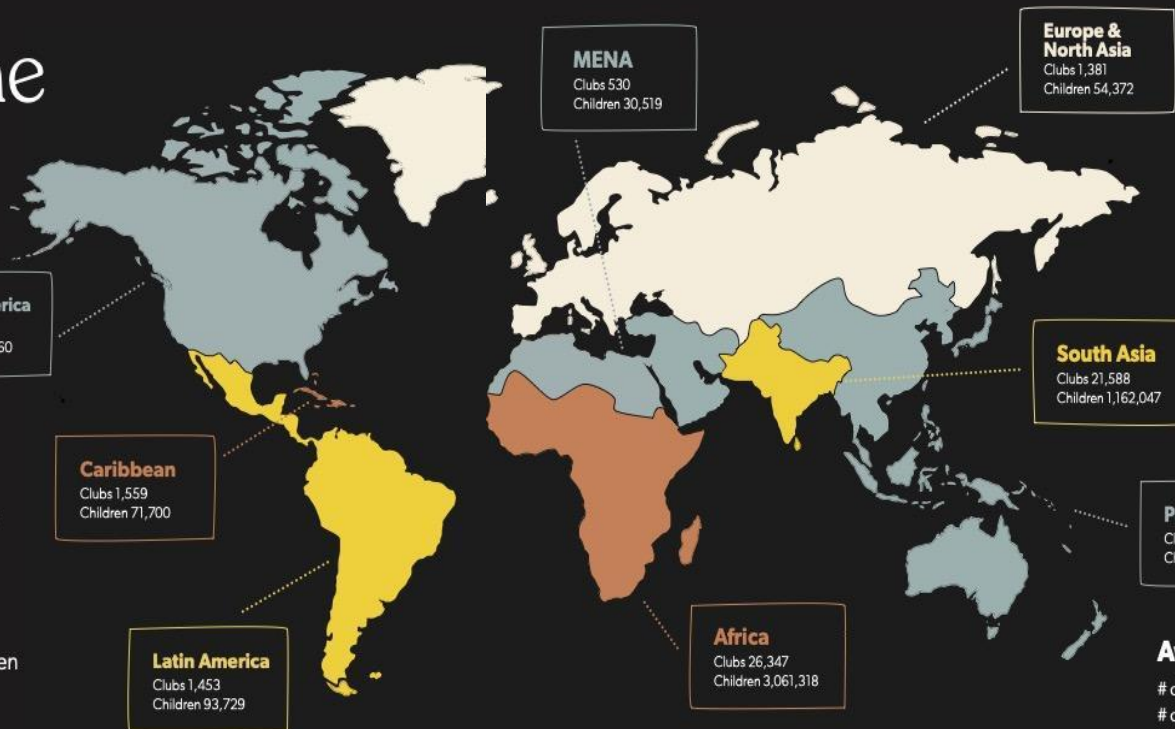 MENA
Clubs 530
Children 30,519
Europe &
North Asia
Clubs 1,381
Children 54,372
South Asia
Clubs 21,588
Children 1,162,047
Caribbean
Clubs 1,559
Children 71,700
Latin America
Clubs 1,453
Children 93,729
Africa
Clubs 26,347
Children 3,061,318